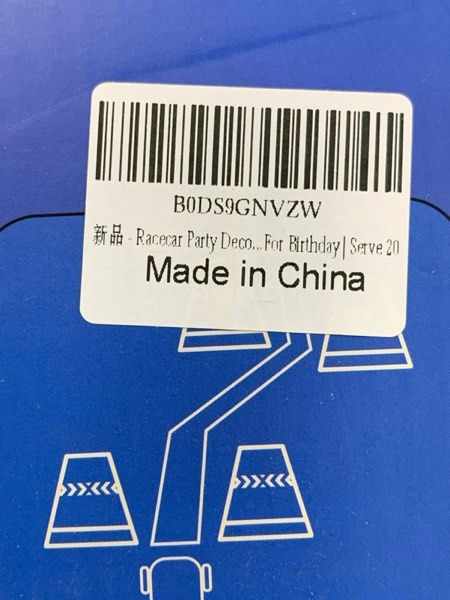 B0DS9GNVZW
新品 - Racecar Party Deco...For Birthday | Serve 20
Made in China